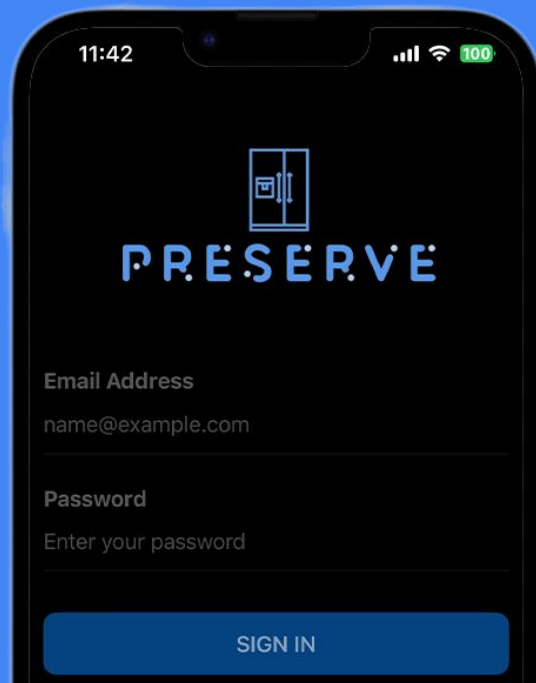 11:42
100
PRESERVE
Email Address
name@example.com
Password
Enter your password
SIGN IN